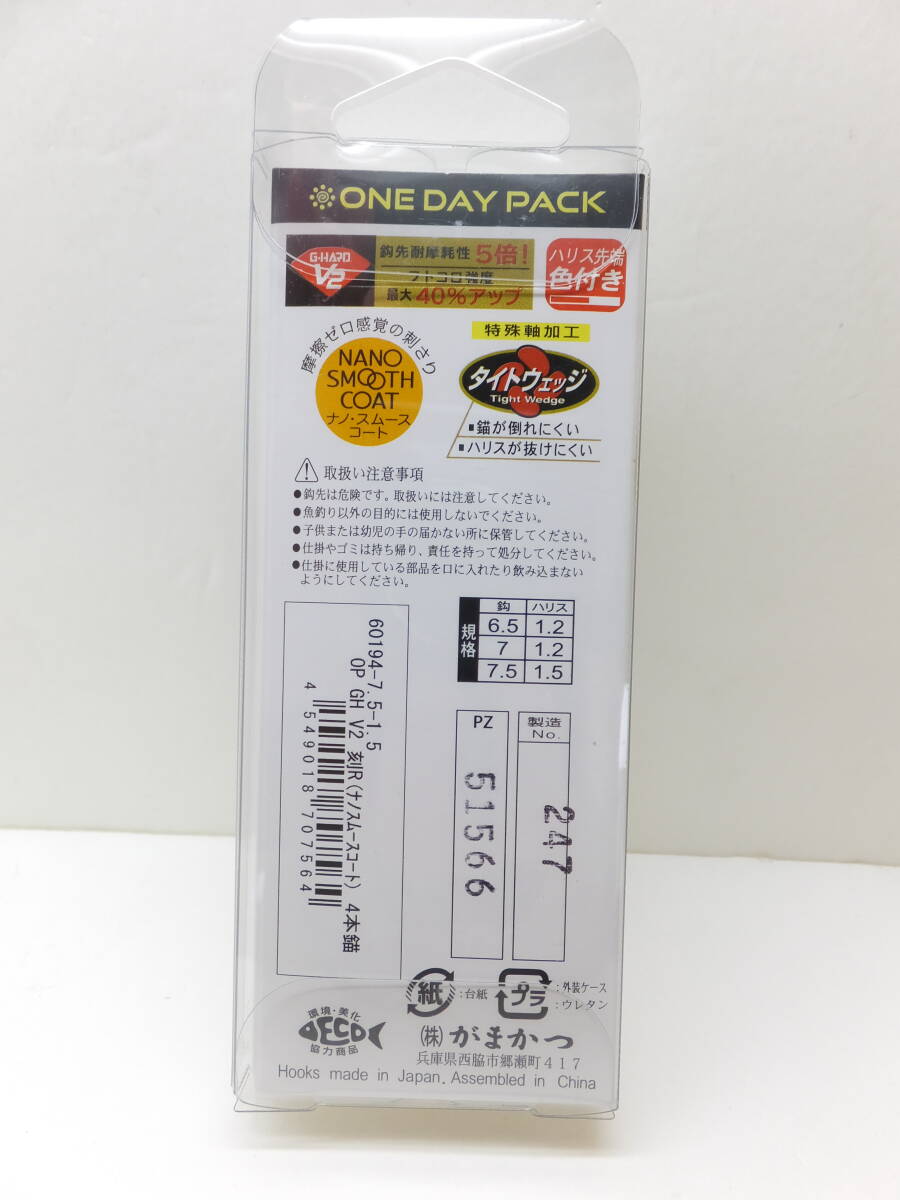 ONE DAY PACK
G-HARD V2
鈎先耐摩耗性 5倍!
フトコロ強度
最大 40%アップ
ハリス先端
色付き
摩擦ゼロ感覚の刺さり
NANO
SMOOTH
COAT
ナノ・スムース
コート
特殊軸加工
タイトウェッジ
Tight Wedge
■錨が倒れにくい
■ハリスが抜けにくい
取扱い注意事項
●鈎先は危険です。取扱いには注意してください。
●魚釣り以外の目的には使用しないでください。
●子供または幼児の手の届かない所に保管してください。
●仕掛やゴミは持ち帰り、責任を持って処分してください。
●仕掛に使用している部品を口に入れたり飲み込まない
ようにしてください。
規格
鈎 ハリス
6.5 1.2
7 1.2
7.5 1.5
60194-7.5-1.5
OP GH V2 刻R(ナノスムースコート) 4本錨
4 549018 707564
PZ
51566
製造
No.
247
紙
:台紙
プラ
:外装ケース
:ウレタン
環境・美化
ECO
協力商品
(株)がまかつ
兵庫県西脇市郷瀬町417
Hooks made in Japan. Assembled in China